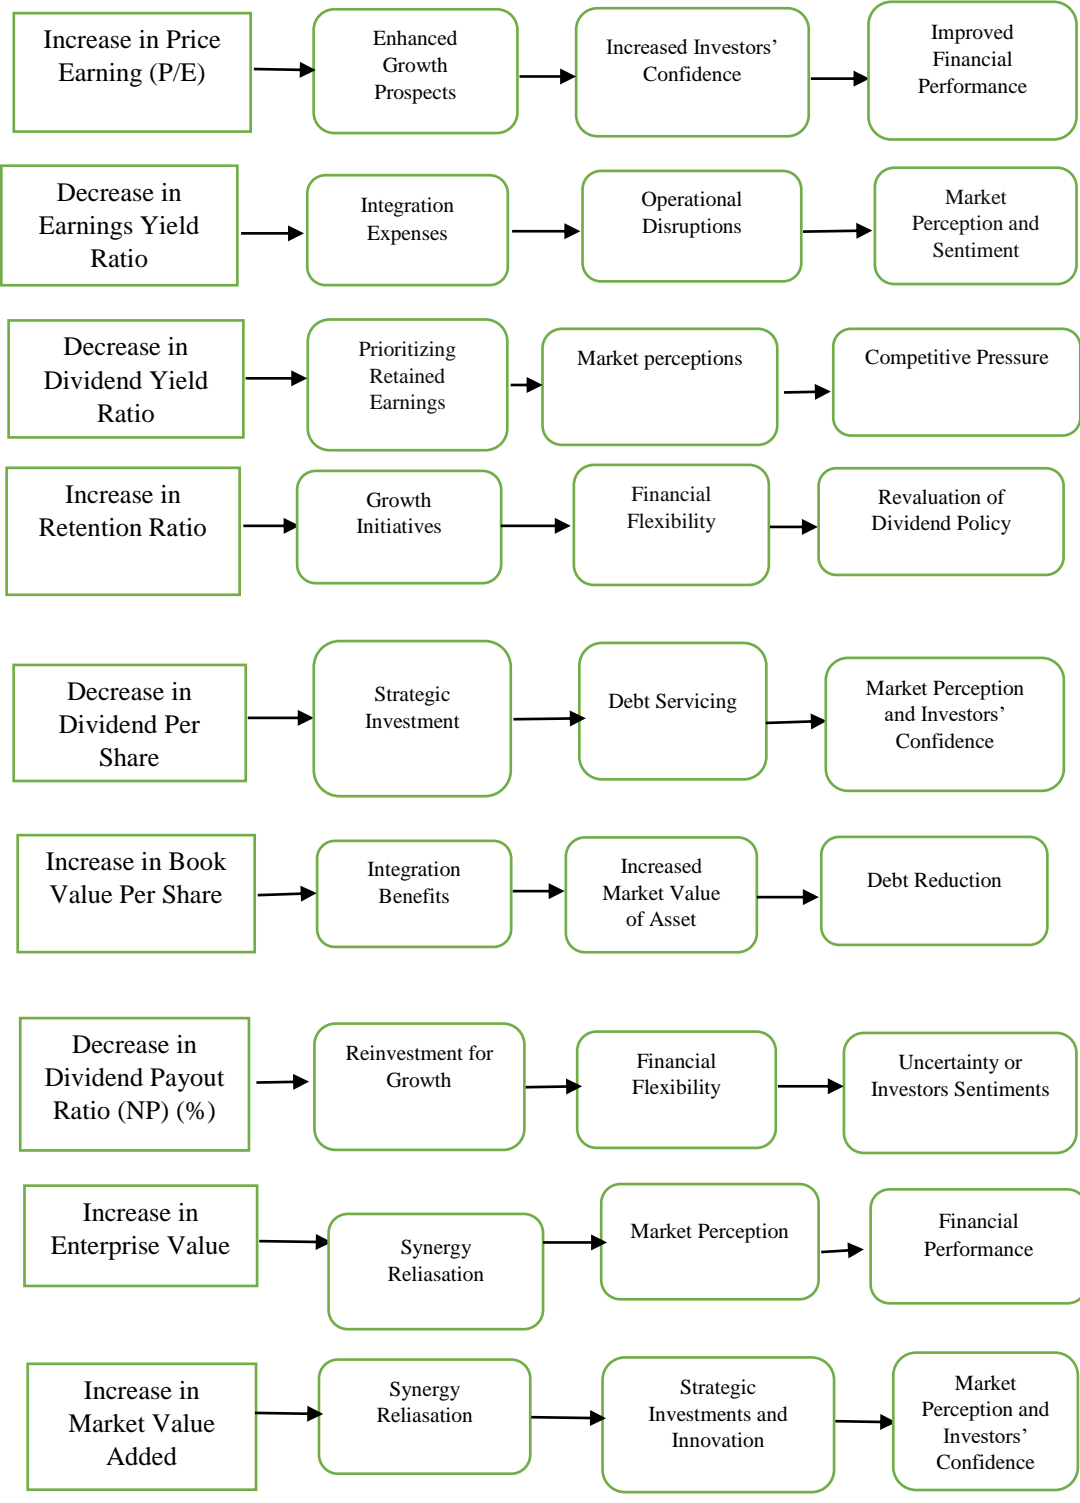 Increase in Price
Earning (P/E)
Enhanced
Growth
Prospects
Increased Investors’
Confidence
Improved
Financial
Performance
Decrease in
Earnings Yield
Ratio
Integration
Expenses
Operational
Disruptions
Market
Perception and
Sentiment
Decrease in
Dividend Yield
Ratio
Prioritizing
Retained
Earnings
Market perceptions
Competitive Pressure
Increase in
Retention Ratio
Growth
Initiatives
Financial
Flexibility
Revaluation of
Dividend Policy
Decrease in
Dividend Per
Share
Strategic
Investment
Debt Servicing
Market Perception
and Investors’
Confidence
Increase in Book
Value Per Share
Integration
Benefits
Increased
Market Value
of Asset
Debt Reduction
Decrease in
Dividend Payout
Ratio (NP) (%)
Reinvestment for
Growth
Financial
Flexibility
Uncertainty or
Investors Sentiments
Increase in
Enterprise Value
Synergy
Reliasation
Market Perception
Financial
Performance
Increase in
Market Value
Added
Synergy
Reliasation
Strategic
Investments and
Innovation
Market
Perception and
Investors’
Confidence